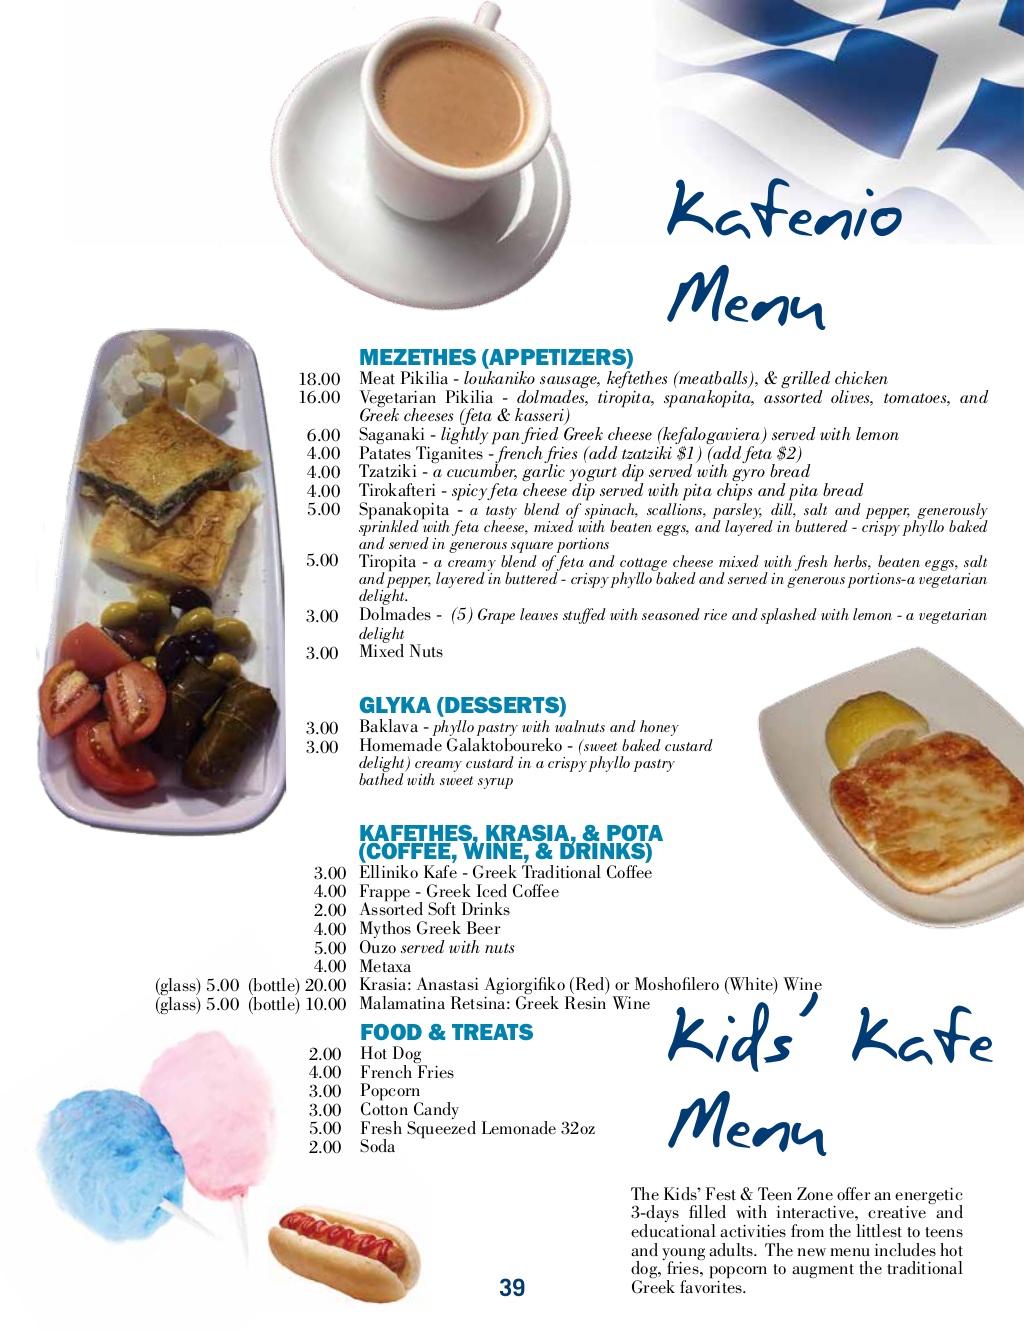 Kafenio
Menu
MEZETHES (APPETIZERS)
18.00 Meat Pikilia - loukaniko sausage, keftethes (meatballs), & grilled chicken
16.00 Vegetarian Pikilia - dolmades, tiropita, spanakopita, assorted olives, tomatoes, and
Greek cheeses (feta & kasseri)
6.00 Saganaki - lightly pan fried Greek cheese (kefalogaviera) served with lemon
4.00 Patates Tiganites - french fries (add tzatziki $1) (add feta $2)
4.00 Tzatziki - a cucumber, garlic yogurt dip served with gyro bread
4.00 Tirokafteri - spicy feta cheese dip served with pita chips and pita bread
5.00 Spanakopita - a tasty blend of spinach, scallions, parsley, dill, salt and pepper, generously
sprinkled with feta cheese, mixed with beaten eggs, and layered in buttered - crispy phyllo baked
and served in generous square portions
5.00 Tiropita - a creamy blend of feta and cottage cheese mixed with fresh herbs, beaten eggs, salt
and pepper, layered in buttered - crispy phyllo baked and served in generous portions-a vegetarian
delight.
3.00 Dolmades - (5) Grape leaves stuffed with seasoned rice and splashed with lemon - a vegetarian
delight
3.00 Mixed Nuts
GLYKA (DESSERTS)
3.00 Baklava - phyllo pastry with walnuts and honey
3.00 Homemade Galaktoboureko - (sweet baked custard
delight) creamy custard in a crispy phyllo pastry
bathed with sweet syrup
KAFETHES, KRASIA, & POTA
(COFFEE, WINE, & DRINKS)
3.00 Elliniko Kafe - Greek Traditional Coffee
4.00 Frappe - Greek Iced Coffee
2.00 Assorted Soft Drinks
4.00 Mythos Greek Beer
5.00 Ouzo served with nuts
4.00 Metaxa
(glass) 5.00 (bottle) 20.00 Krasia: Anastasi Agiorgifiko (Red) or Moshofilero (White) Wine
(glass) 5.00 (bottle) 10.00 Malamatina Retsina: Greek Resin Wine
Kids' Kafe
Menu
FOOD & TREATS
2.00 Hot Dog
4.00 French Fries
3.00 Popcorn
3.00 Cotton Candy
5.00 Fresh Squeezed Lemonade 32oz
2.00 Soda
The Kids' Fest & Teen Zone offer an energetic
3-days filled with interactive, creative and
educational activities from the littlest to teens
and young adults. The new menu includes hot
dog, fries, popcorn to augment the traditional
Greek favorites.
39